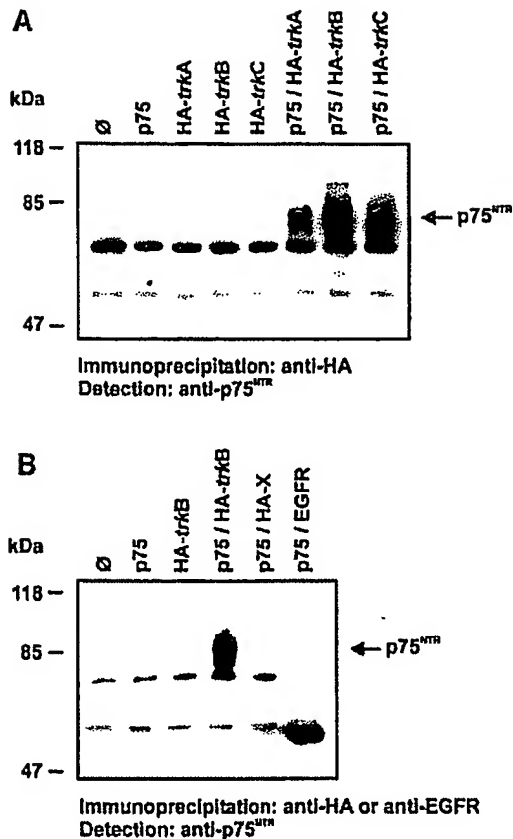 A
kDa
Ø
p75
HA-trkA
HA-trkB
HA-trkC
p75 / HA-trkA
p75 / HA-trkB
p75 / HA-trkC
118
85
47
p75NTR
Immunoprecipitation: anti-HA
Detection: anti-p75NTR
B
kDa
Ø
p75
HA-trkB
p75 / HA-trkB
p75 / HA-X
p75 / EGFR
118
85
47
p75NTR
Immunoprecipitation: anti-HA or anti-EGFR
Detection: anti-p75NTR